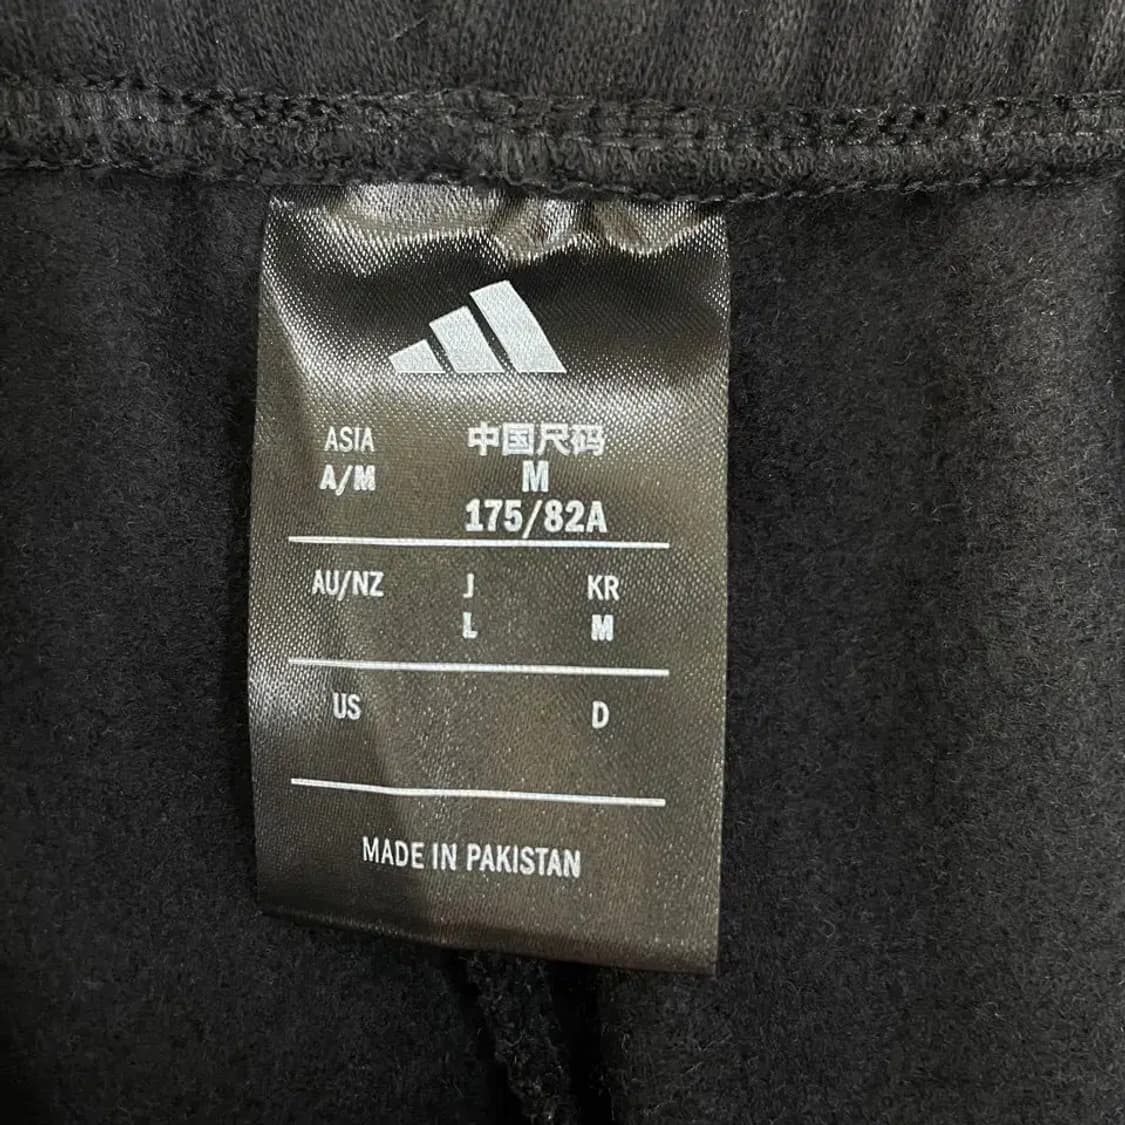 ASIA 中国尺码
A/M M
175/82A
AU/NZ J KR
L M
US D
MADE IN PAKISTAN